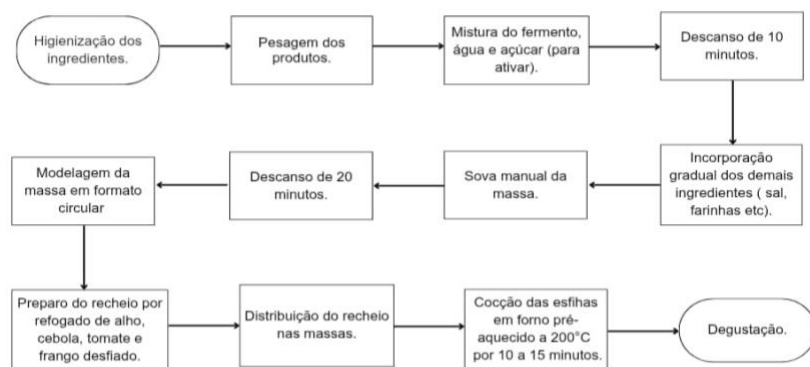 Higienização dos
ingredientes.
Pesagem dos
produtos.
Mistura do fermento,
água e açúcar (para
ativar).
Descanso de 10
minutos.
Incorporação
gradual dos demais
ingredientes ( sal,
farinhas etc).
Sova manual da
massa.
Descanso de 20
minutos.
Modelagem da
massa em formato
circular
Preparo do recheio por
refogado de alho,
cebola, tomate e
frango desfiado.
Distribuição do recheio
nas massas.
Cocção das esfihas
em forno pré-
aquecido a 200°C
por 10 a 15 minutos.
Degustação.